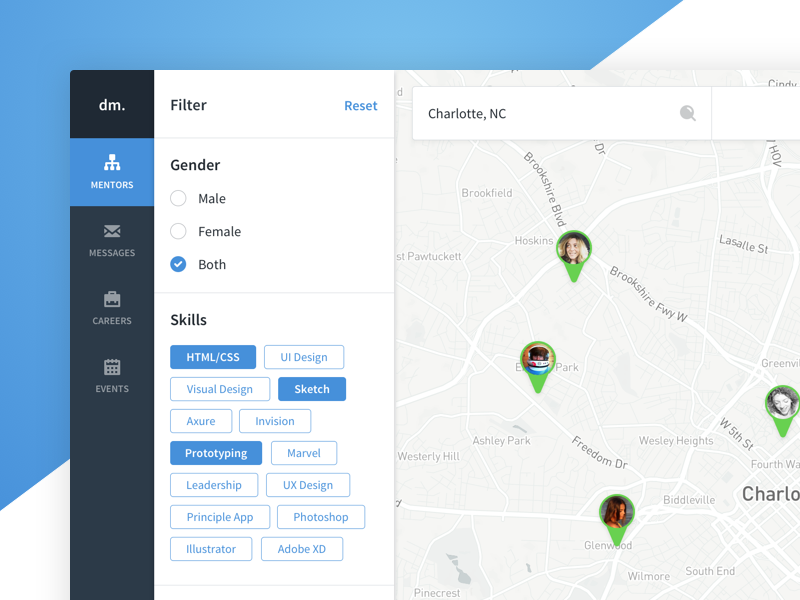 dm.
MENTORS
MESSAGES
CAREERS
EVENTS
Filter
Reset
Gender
Male
Female
Both
Skills
HTML/CSS
UI Design
Visual Design
Sketch
Axure
Invision
Prototyping
Marvel
Leadership
UX Design
Principle App
Photoshop
Illustrator
Adobe XD
Charlotte, NC
Dr
HOV
Brookshire Blvd
Brookfield
Hoskins
st Pawtuckett
Lasalle St
Brookshire Fwy W
Park
Greenvi
W 5th St
Ashley Park
Wesley Heights
Freedom Dr
Westerly Hill
Fourth Wa
Biddleville
Charlo
Glenwood
South End
Wilmore
Pinecrest